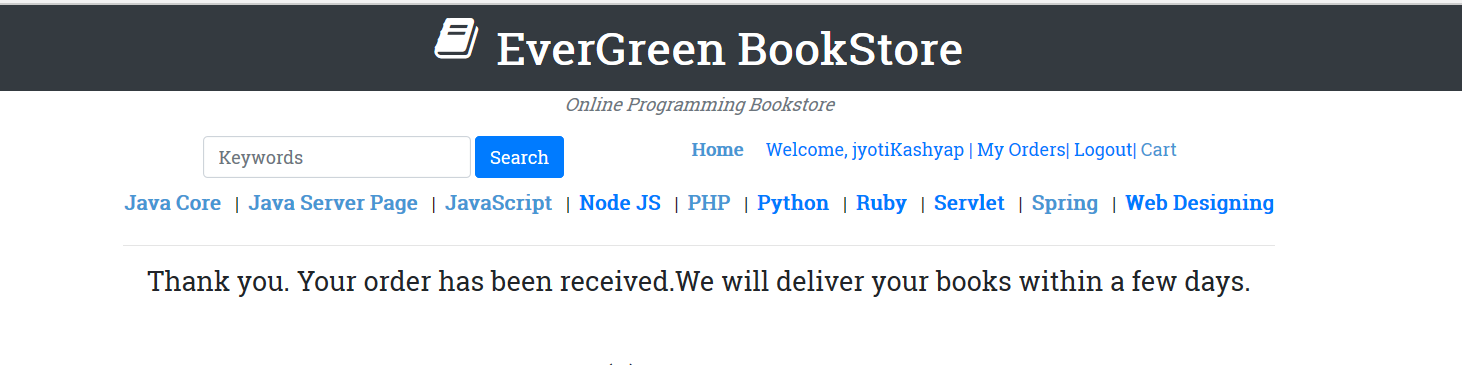 EverGreen BookStore
Online Programming Bookstore
Keywords Search Home Welcome, jyotiKashyap | My Orders| Logout| Cart
Java Core | Java Server Page | JavaScript | Node JS | PHP | Python | Ruby | Servlet | Spring | Web Designing
Thank you. Your order has been received.We will deliver your books within a few days.